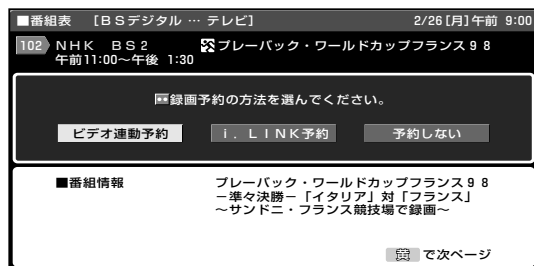 ■番組表 [BSデジタル … テレビ] 2/26[月]午前 9:00
102 NHK BS2 プレーバック・ワールドカップフランス98
午前11:00~午後 1:30
録画予約の方法を選んでください。
ビデオ連動予約 i.LINK予約 予約しない
■番組情報 プレーバック・ワールドカップフランス98
-準々決勝-「イタリア」対「フランス」
~サンドニ・フランス競技場で録画~
黄 で次ページ